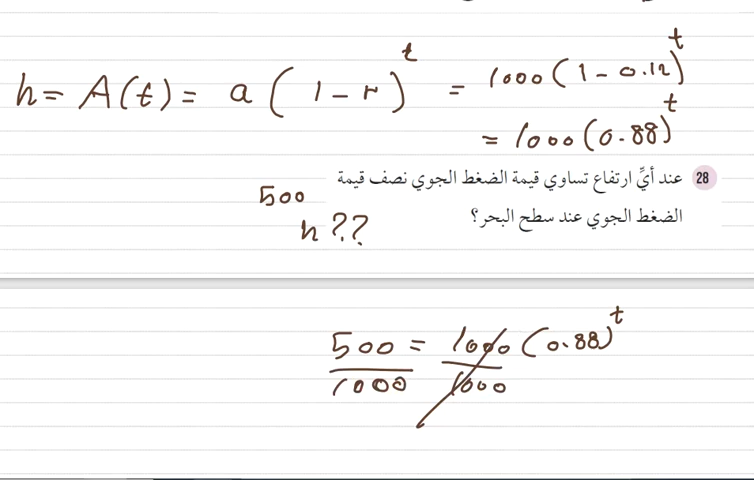 h = A(t) = a(1-r)^t = 1000(1-0.12)^t
= 1000(0.88)^t
28 عند أيِّ ارتفاع تساوي قيمة الضغط الجوي نصف قيمة
الضغط الجوي عند سطح البحر؟
500
h ??
500/1000 = 1000/1000 (0.88)^t